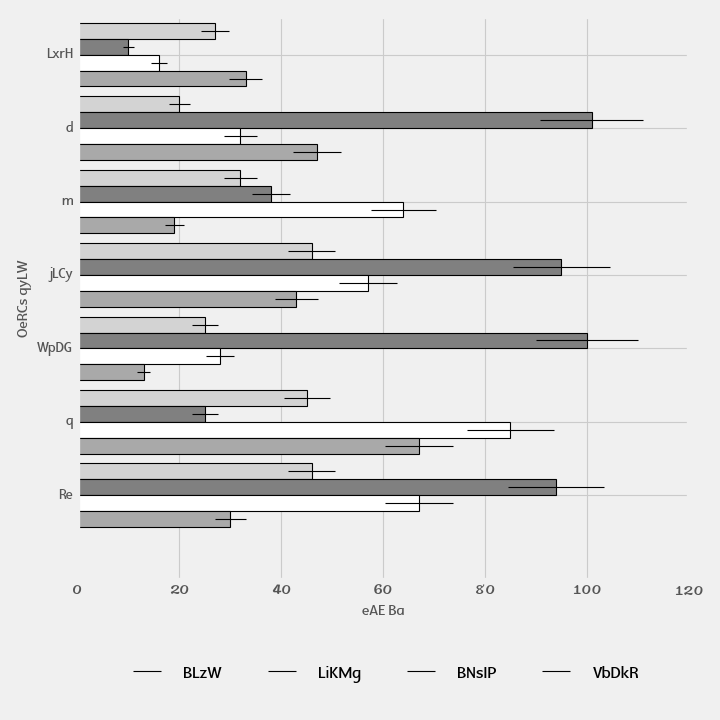 LxrH
d
m
jLCy
WpDG
q
Re
OeRCs qyLW
0 20 40 60 80 100 120
eAE Ba
BLzW LiKMg BNsIP VbDkR